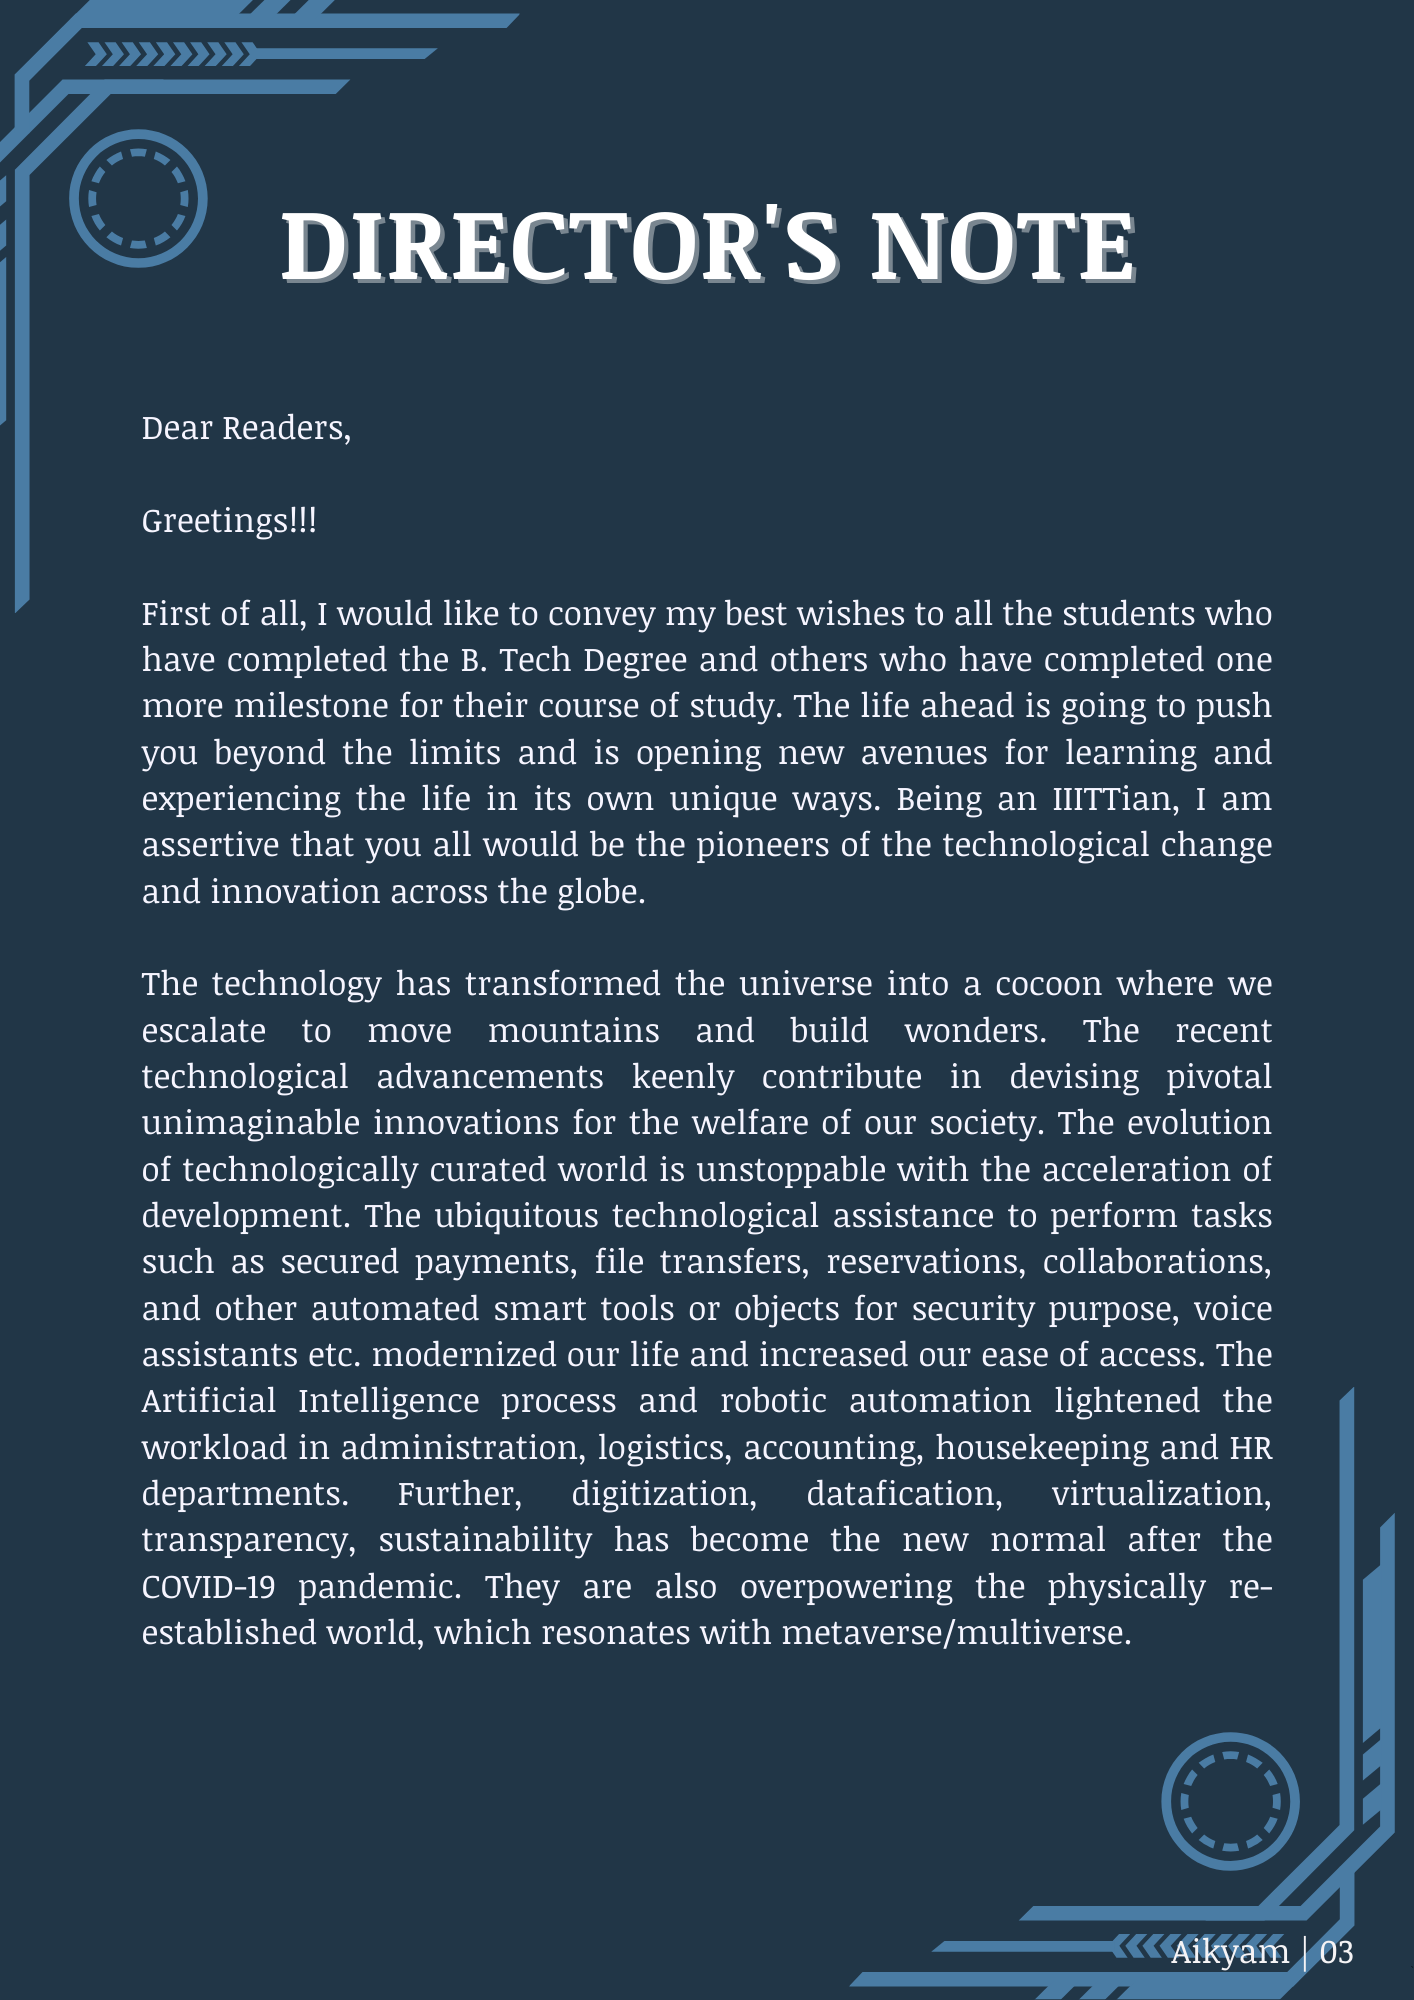 DIRECTOR'S NOTE
Dear Readers,
Greetings!!!
First of all, I would like to convey my best wishes to all the students who
have completed the B. Tech Degree and others who have completed one
more milestone for their course of study. The life ahead is going to push
you beyond the limits and is opening new avenues for learning and
experiencing the life in its own unique ways. Being an IIITTian, I am
assertive that you all would be the pioneers of the technological change
and innovation across the globe.
The technology has transformed the universe into a cocoon where we
escalate to move mountains and build wonders. The recent
technological advancements keenly contribute in devising pivotal
unimaginable innovations for the welfare of our society. The evolution
of technologically curated world is unstoppable with the acceleration of
development. The ubiquitous technological assistance to perform tasks
such as secured payments, file transfers, reservations, collaborations,
and other automated smart tools or objects for security purpose, voice
assistants etc. modernized our life and increased our ease of access. The
Artificial Intelligence process and robotic automation lightened the
workload in administration, logistics, accounting, housekeeping and HR
departments. Further, digitization, datafication, virtualization,
transparency, sustainability has become the new normal after the
COVID-19 pandemic. They are also overpowering the physically re-
established world, which resonates with metaverse/multiverse.
Aikyam | 03